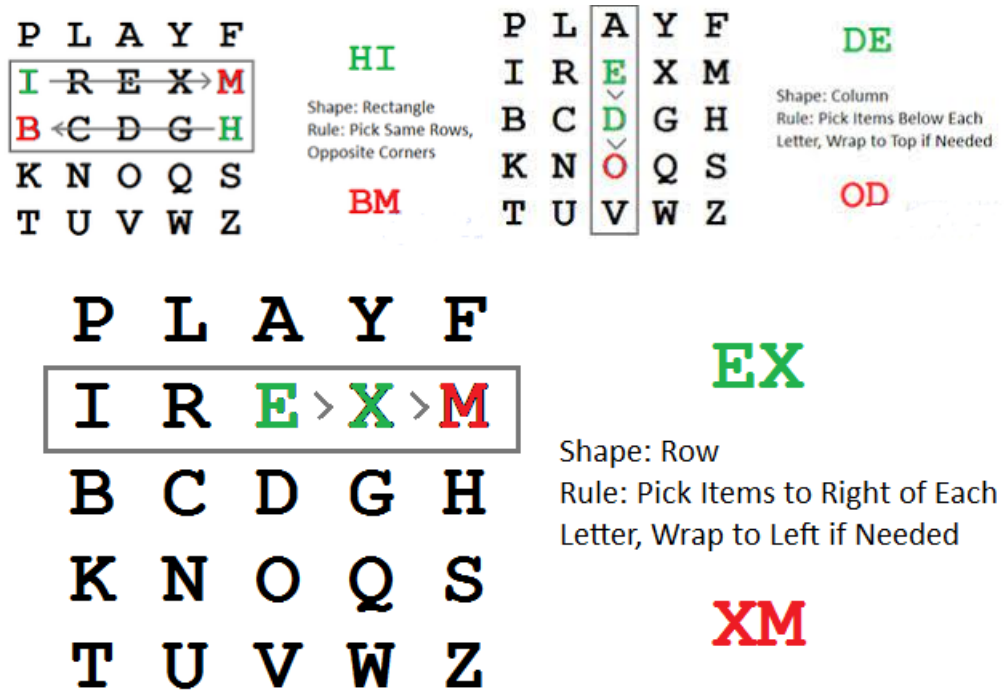 P L A Y F
I R E X M
B C D G H
K N O Q S
T U V W Z
HI
Shape: Rectangle
Rule: Pick Same Rows,
Opposite Corners
BM
P L A Y F
I R E X M
B C D G H
K N O Q S
T U V W Z
DE
Shape: Column
Rule: Pick Items Below Each
Letter, Wrap to Top if Needed
OD
P L A Y F
I R E > X > M
B C D G H
K N O Q S
T U V W Z
EX
Shape: Row
Rule: Pick Items to Right of Each
Letter, Wrap to Left if Needed
XM